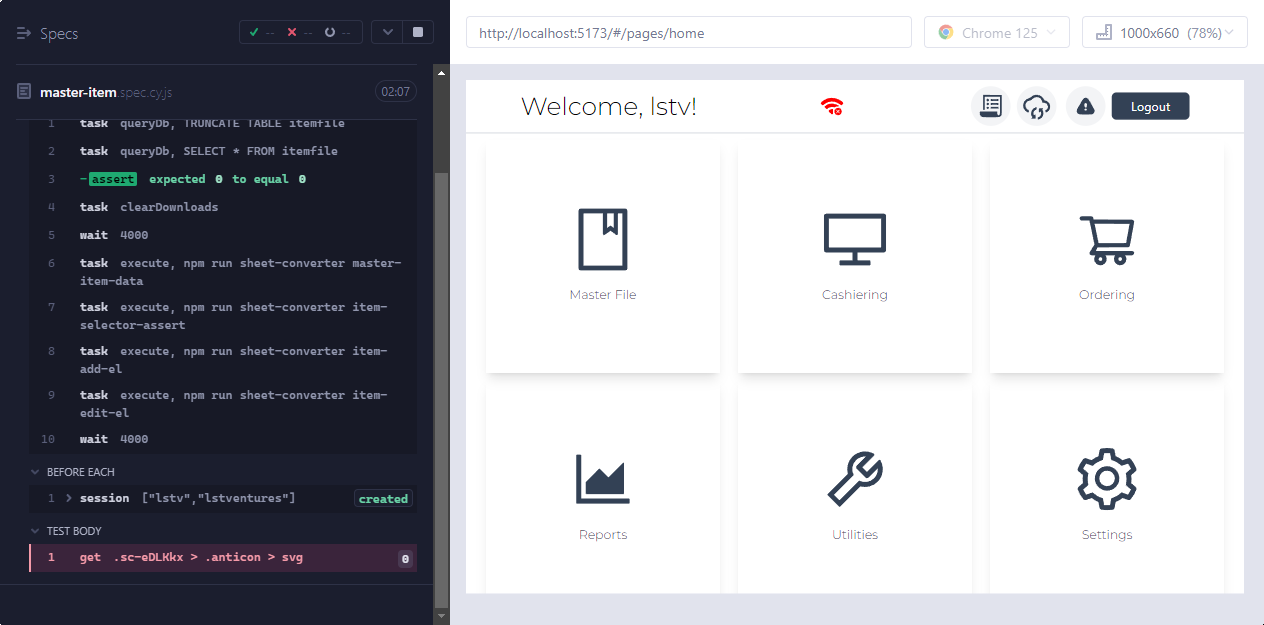 Specs
-- -- --
master-item.spec.cy.js
02:07
1 task queryDb, TRUNCATE TABLE itemfile
2 task queryDb, SELECT * FROM itemfile
3 -assert expected 0 to equal 0
4 task clearDownloads
5 wait 4000
6 task execute, npm run sheet-converter master-
item-data
7 task execute, npm run sheet-converter item-
selector-assert
8 task execute, npm run sheet-converter item-
add-el
9 task execute, npm run sheet-converter item-
edit-el
10 wait 4000
BEFORE EACH
1 session ["lstv","lstventures"] created
TEST BODY
1 get .sc-eDLKkx > .anticon > svg 0
http://localhost:5173/#/pages/home
Chrome 125
1000x660 (78%)
Welcome, lstv!
Logout
Master File
Cashiering
Ordering
Reports
Utilities
Settings